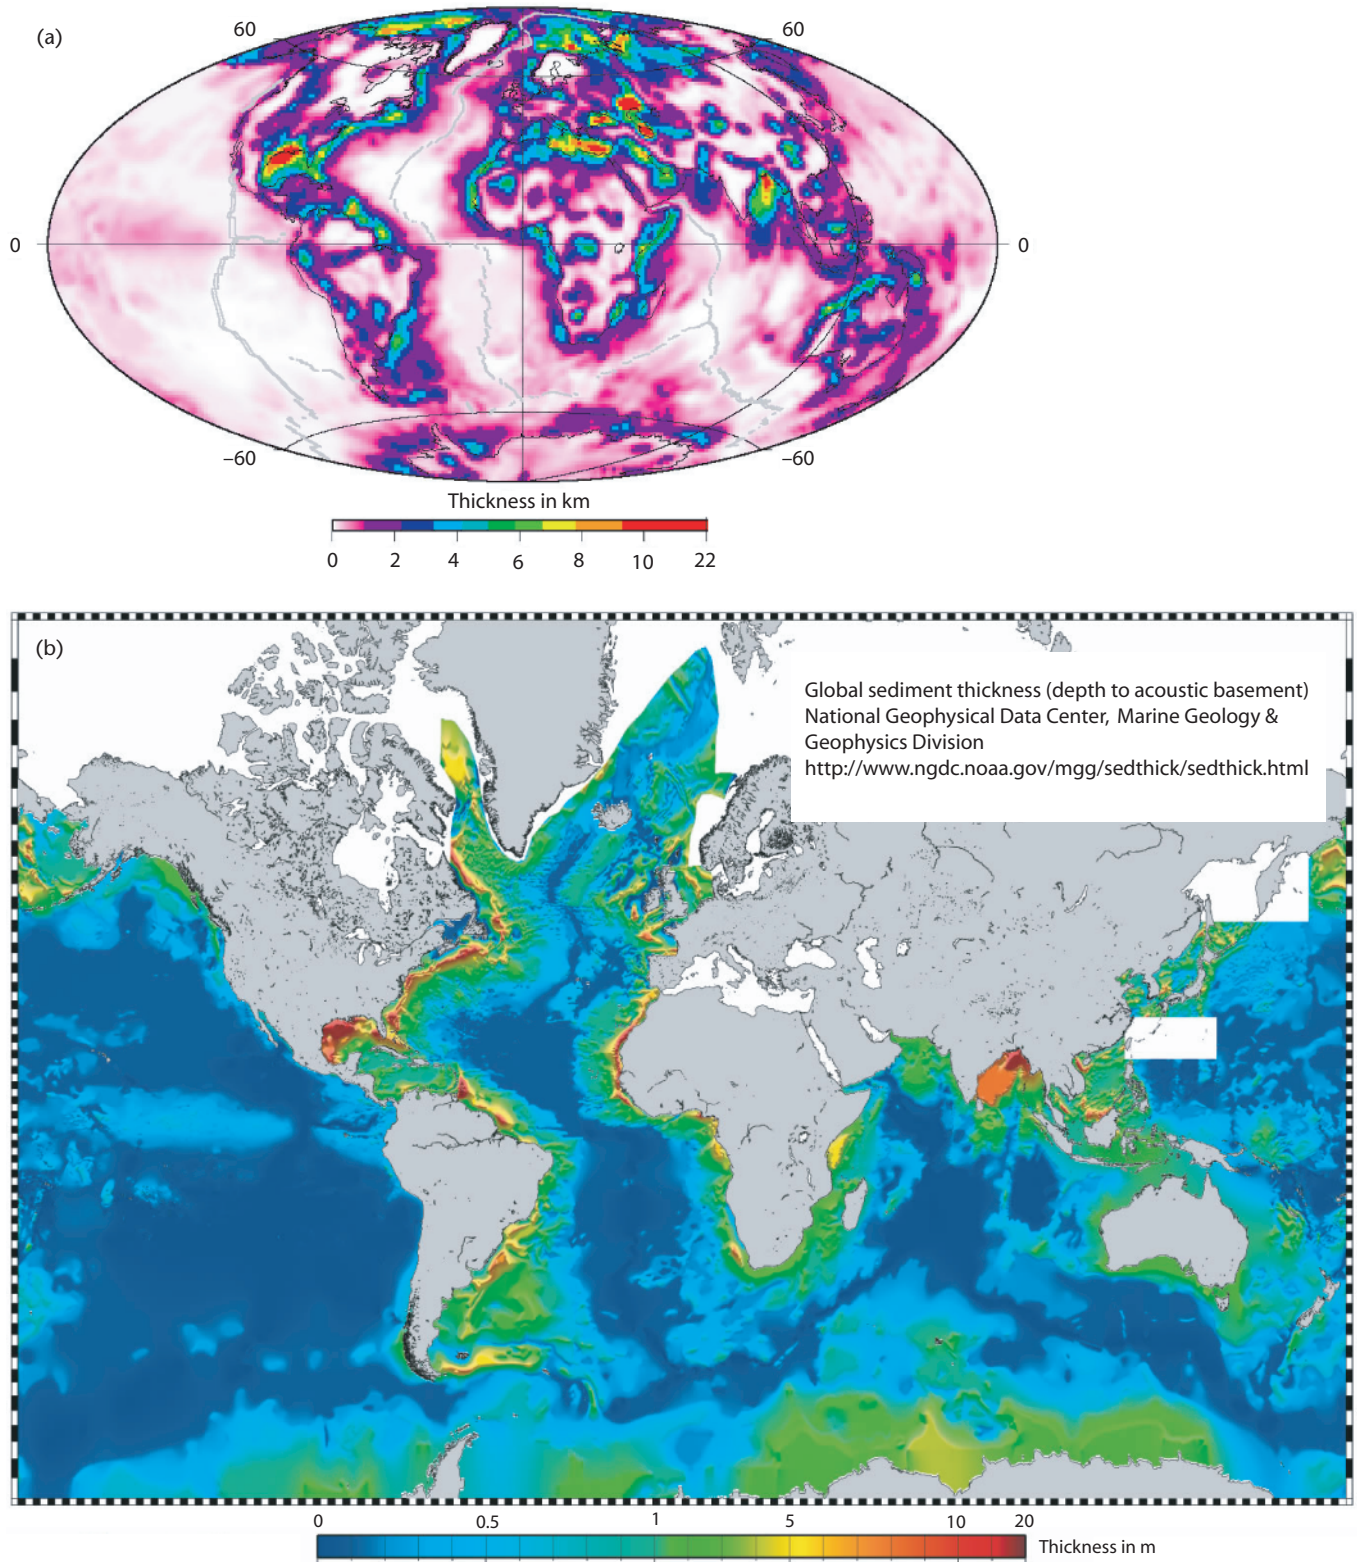 (a)
60
60
0
0
–60
–60
Thickness in km
0 2 4 6 8 10 22
(b)
Global sediment thickness (depth to acoustic basement)
National Geophysical Data Center, Marine Geology &
Geophysics Division
http://www.ngdc.noaa.gov/mgg/sedthick/sedthick.html
0 0.5 1 5 10 20
Thickness in m